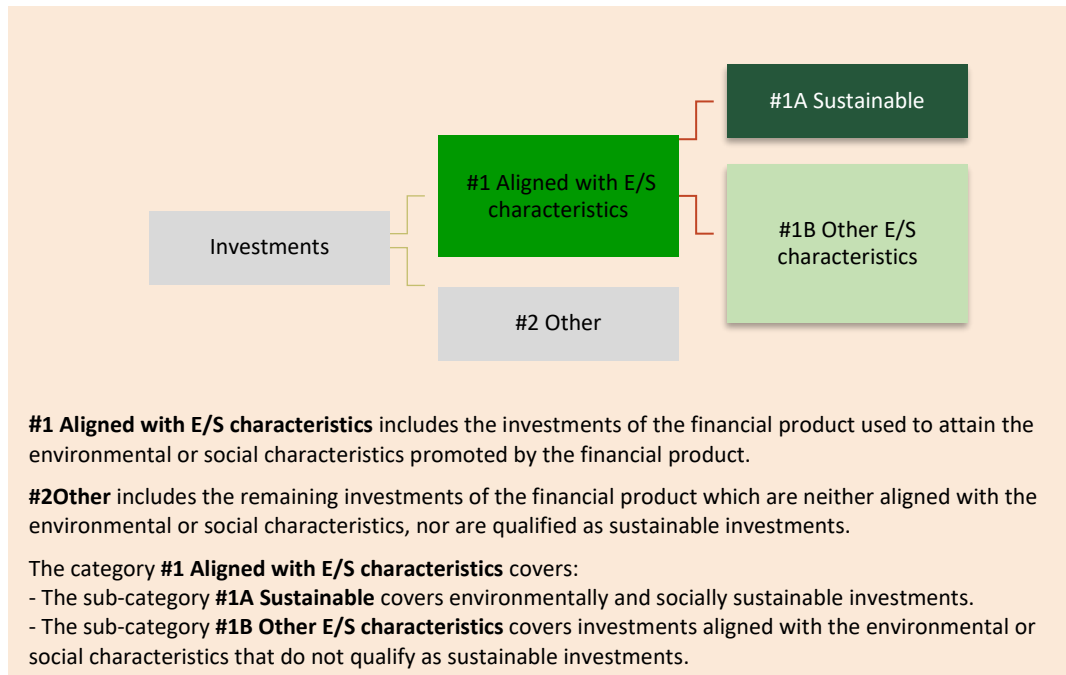 #1A Sustainable
#1 Aligned with E/S
characteristics
#1B Other E/S
characteristics
Investments
#2 Other
#1 Aligned with E/S characteristics includes the investments of the financial product used to attain the
environmental or social characteristics promoted by the financial product.
#2Other includes the remaining investments of the financial product which are neither aligned with the
environmental or social characteristics, nor are qualified as sustainable investments.
The category #1 Aligned with E/S characteristics covers:
- The sub-category #1A Sustainable covers environmentally and socially sustainable investments.
- The sub-category #1B Other E/S characteristics covers investments aligned with the environmental or
social characteristics that do not qualify as sustainable investments.